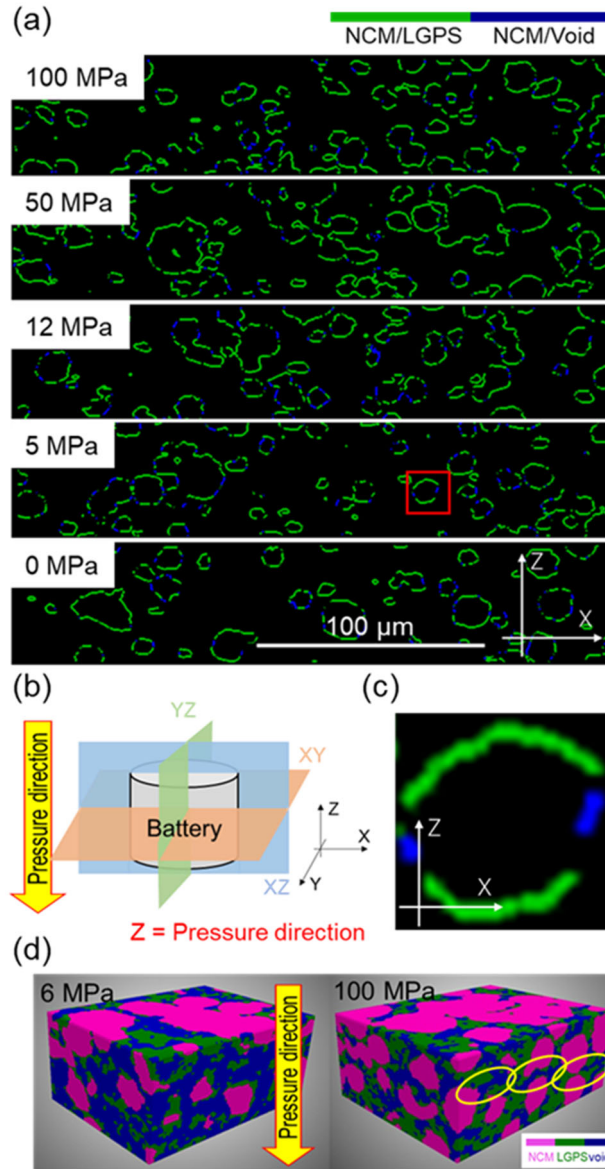 (a)
NCM/LGPS NCM/Void
100 MPa
50 MPa
12 MPa
5 MPa
0 MPa
Z
X
100 μm
(b)
Pressure direction
YZ
XY
Battery
XZ
Z
X
Y
Z = Pressure direction
(c)
Z
X
(d)
6 MPa
Pressure direction
100 MPa
NCM LGPS void